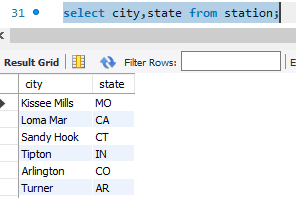 31 select city,state from station;
Result Grid Filter Rows:
city state
Kissee Mills MO
Loma Mar CA
Sandy Hook CT
Tipton IN
Arlington CO
Turner AR